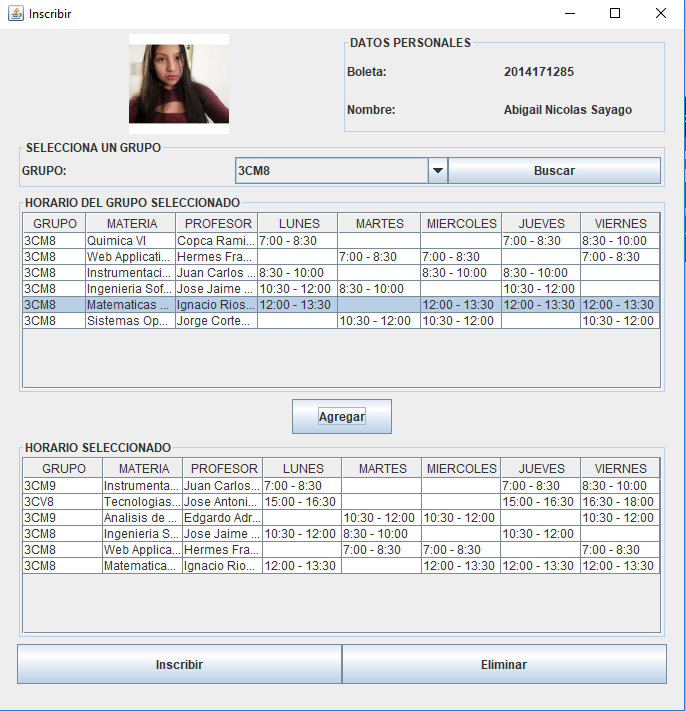 Inscribir
DATOS PERSONALES
Boleta: 2014171285
Nombre: Abigail Nicolas Sayago
SELECCIONA UN GRUPO
GRUPO: 3CM8 Buscar
HORARIO DEL GRUPO SELECCIONADO
GRUPO MATERIA PROFESOR LUNES MARTES MIERCOLES JUEVES VIERNES
3CM8 Quimica VI Copca Rami... 7:00 - 8:30 7:00 - 8:30 8:30 - 10:00
3CM8 Web Applicati... Hermes Fra... 7:00 - 8:30 7:00 - 8:30 7:00 - 8:30
3CM8 Instrumentaci... Juan Carlos ... 8:30 - 10:00 8:30 - 10:00 8:30 - 10:00
3CM8 Ingenieria Sof... Jose Jaime ... 10:30 - 12:00 8:30 - 10:00 10:30 - 12:00
3CM8 Matematicas ... Ignacio Rios... 12:00 - 13:30 12:00 - 13:30 12:00 - 13:30 12:00 - 13:30
3CM8 Sistemas Op... Jorge Corte... 10:30 - 12:00 10:30 - 12:00 10:30 - 12:00
Agregar
HORARIO SELECCIONADO
GRUPO MATERIA PROFESOR LUNES MARTES MIERCOLES JUEVES VIERNES
3CM9 Instrumenta... Juan Carlos... 7:00 - 8:30 7:00 - 8:30 8:30 - 10:00
3CV8 Tecnologias... Jose Antoni... 15:00 - 16:30 15:00 - 16:30 16:30 - 18:00
3CM9 Analisis de ... Edgardo Adr... 10:30 - 12:00 10:30 - 12:00 10:30 - 12:00
3CM8 Ingenieria S... Jose Jaime ... 10:30 - 12:00 8:30 - 10:00 10:30 - 12:00
3CM8 Web Applica... Hermes Fra... 7:00 - 8:30 7:00 - 8:30 7:00 - 8:30
3CM8 Matematica... Ignacio Rio... 12:00 - 13:30 12:00 - 13:30 12:00 - 13:30 12:00 - 13:30
Inscribir Eliminar